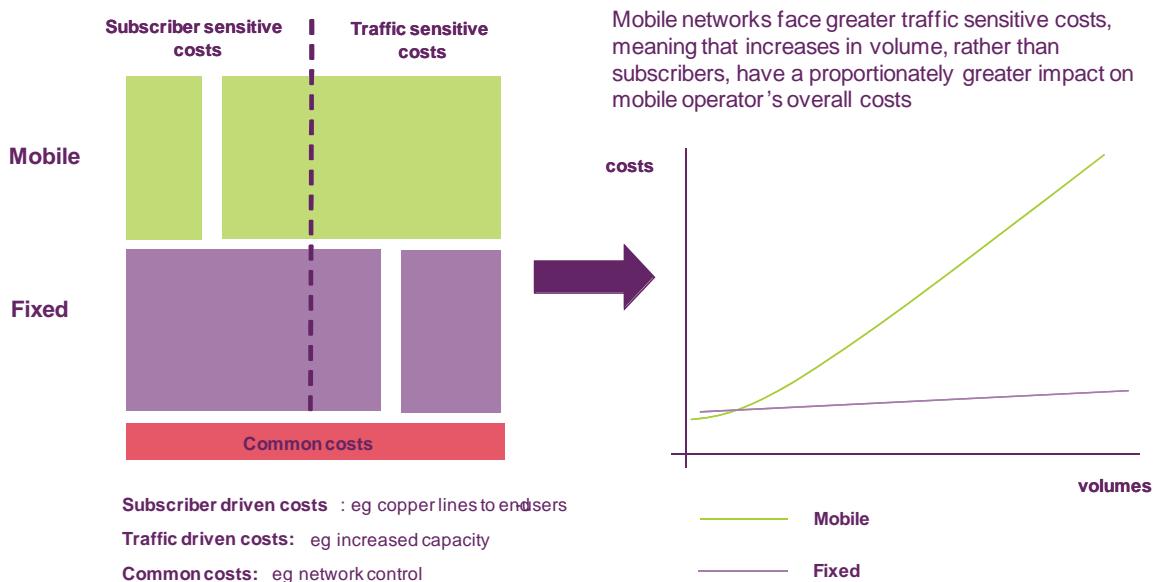 Subscriber sensitive
costs
Traffic sensitive
costs
Mobile networks face greater traffic sensitive costs,
meaning that increases in volume, rather than
subscribers, have a proportionately greater impact on
mobile operator's overall costs
Mobile
Fixed
Common costs
costs
volumes
Subscriber driven costs : eg copper lines to end-users
Traffic driven costs: eg increased capacity
Common costs: eg network control
Mobile
Fixed